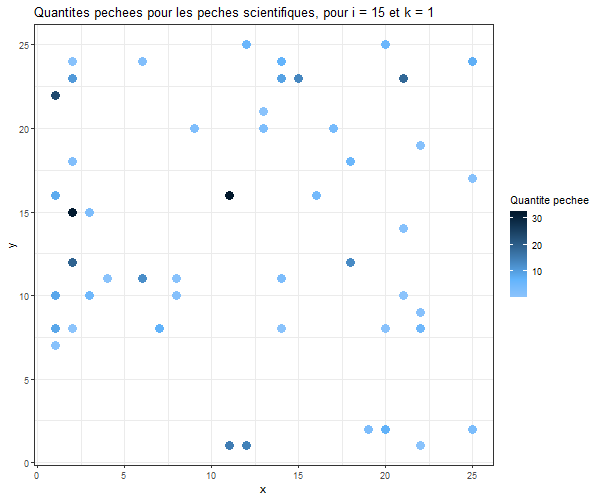 Quantites pechees pour les peches scientifiques, pour i = 15 et k = 1
25
20
15
10
5
0
y
0 5 10 15 20 25
x
Quantite pechee
30
20
10